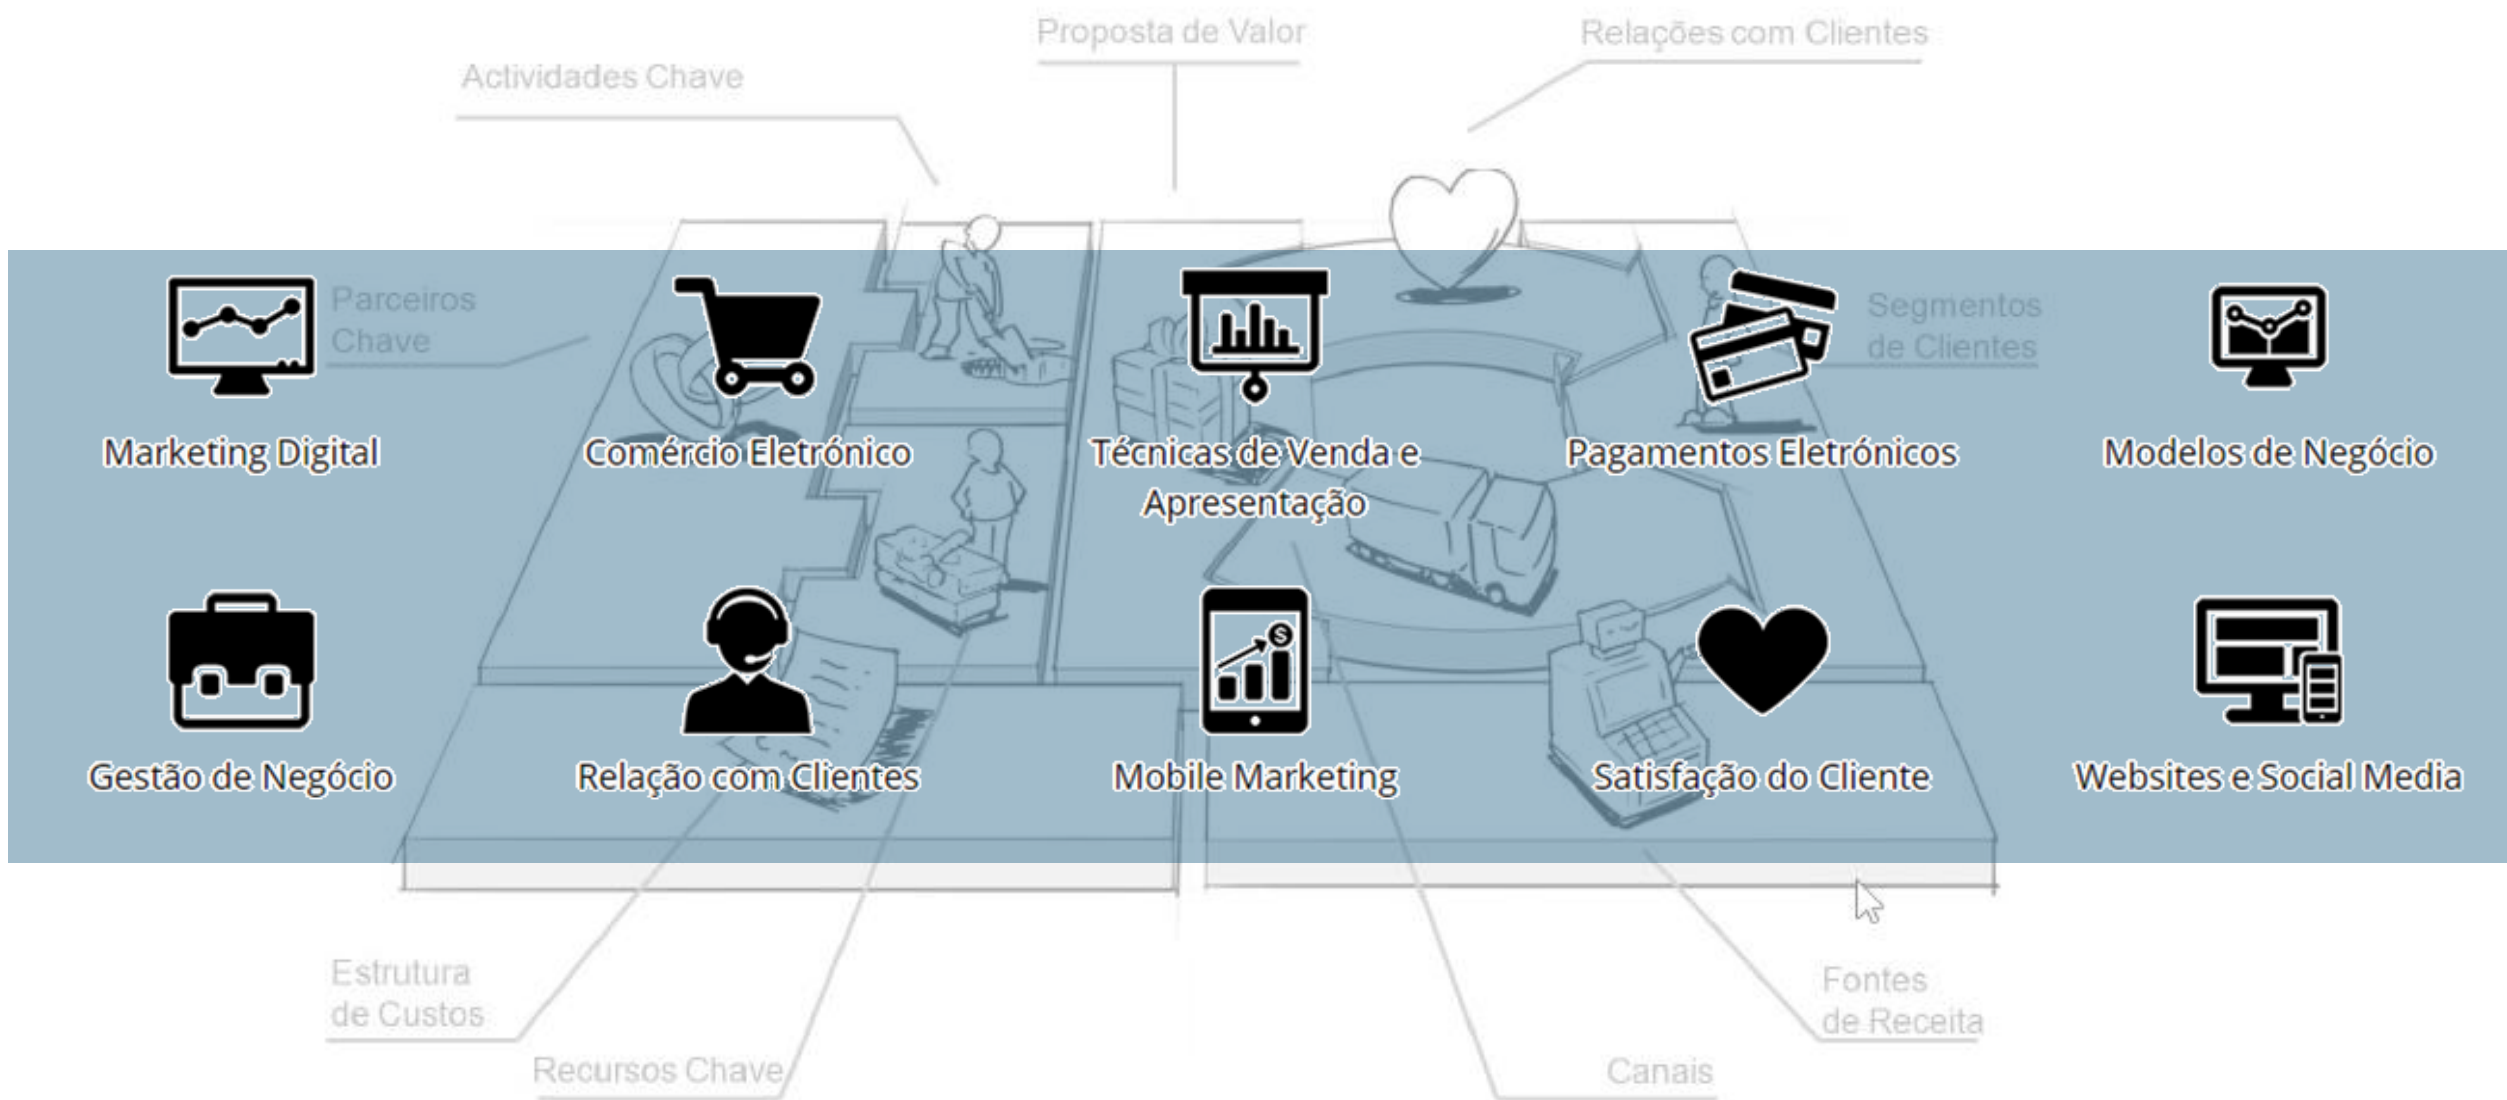 Proposta de Valor
Relações com Clientes
Actividades Chave
Parceiros
Chave
Segmentos
de Clientes
Marketing Digital
Comércio Eletrónico
Técnicas de Venda e
Apresentação
Pagamentos Eletrónicos
Modelos de Negócio
Gestão de Negócio
Relação com Clientes
Mobile Marketing
Satisfação do Cliente
Websites e Social Media
Estrutura
de Custos
Fontes
de Receita
Recursos Chave
Canais